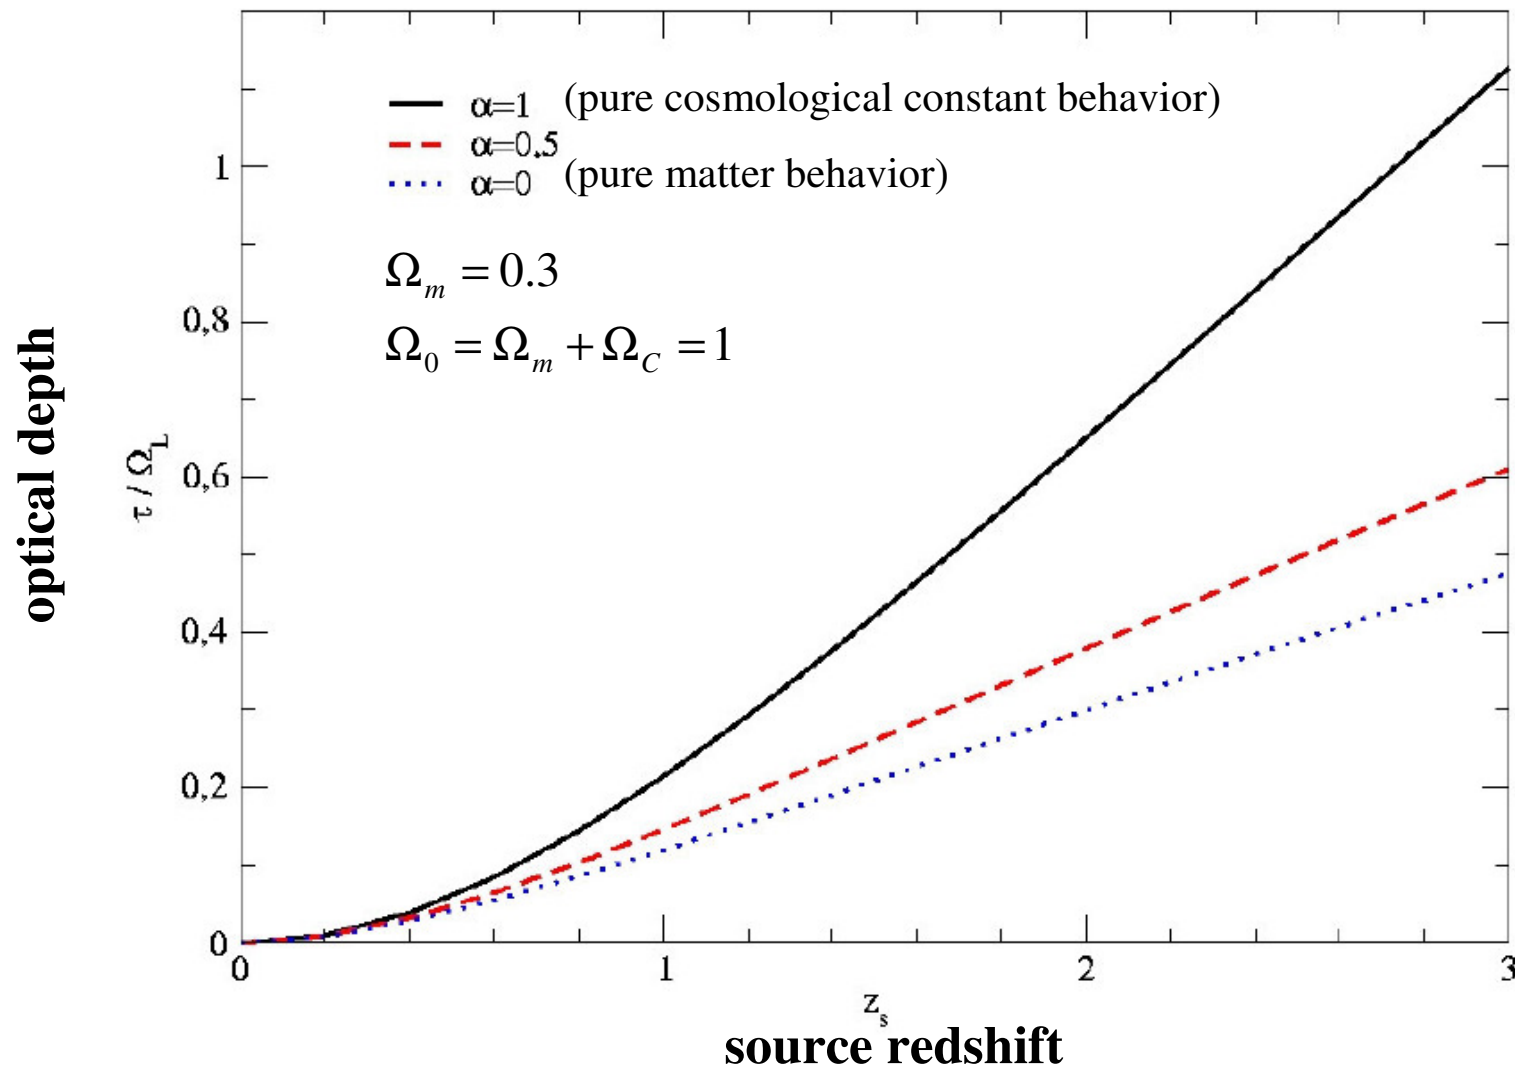 α=1 (pure cosmological constant behavior)
α=0.5
α=0 (pure matter behavior)
Ωm = 0.3
Ω0 = Ωm + ΩC = 1
optical depth
τ / ΩL
1
0,8
0,6
0,4
0,2
0
0 1 2 3
zs
source redshift